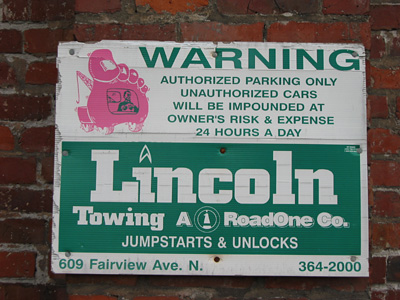 WARNING
AUTHORIZED PARKING ONLY
UNAUTHORIZED CARS
WILL BE IMPOUNDED AT
OWNER'S RISK & EXPENSE
24 HOURS A DAY
Lincoln
Towing A RoadOne Co.
JUMPSTARTS & UNLOCKS
609 Fairview Ave. N. 364-2000